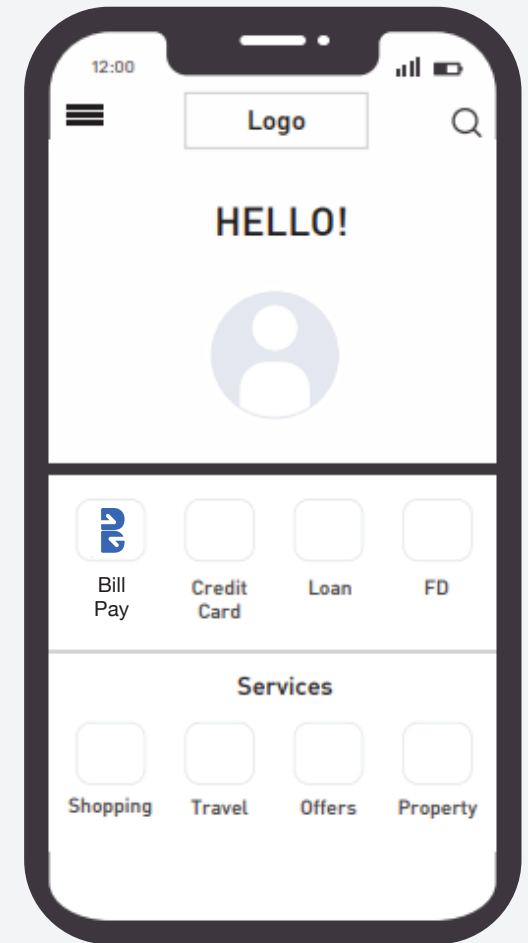 12:00
Logo
HELLO!
Bill
Pay
Credit
Card
Loan
FD
Services
Shopping
Travel
Offers
Property